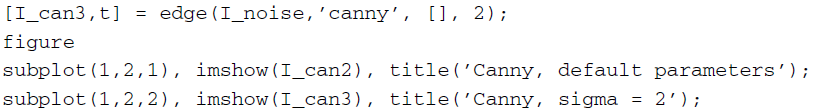 [I_can3,t] = edge(I_noise,’canny’, [], 2);
figure
subplot(1,2,1), imshow(I_can2), title(’Canny, default parameters’);
subplot(1,2,2), imshow(I_can3), title(’Canny, sigma = 2’);